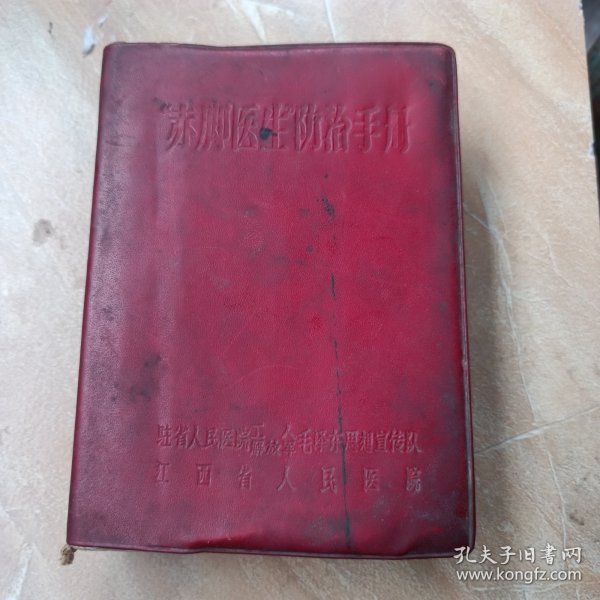 赤脚医生防治手册
驻省人民医院工人解放军毛泽东思想宣传队
江西省人民医院
孔夫子旧书网
www.kongfz.com